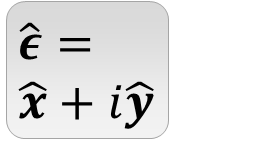 ϵ̂ =
x̂ + iŷ